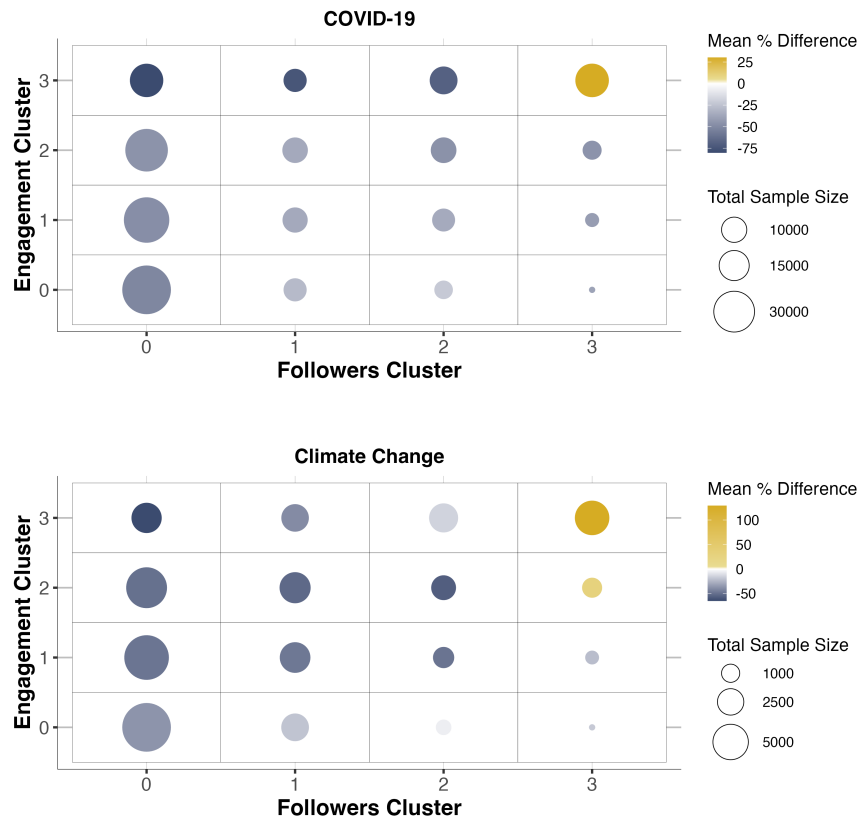 COVID-19
Engagement Cluster
3
2
1
0
0 1 2 3
Followers Cluster
Mean % Difference
25
0
-25
-50
-75
Total Sample Size
10000
15000
30000
Climate Change
Engagement Cluster
3
2
1
0
0 1 2 3
Followers Cluster
Mean % Difference
100
50
0
-50
Total Sample Size
1000
2500
5000